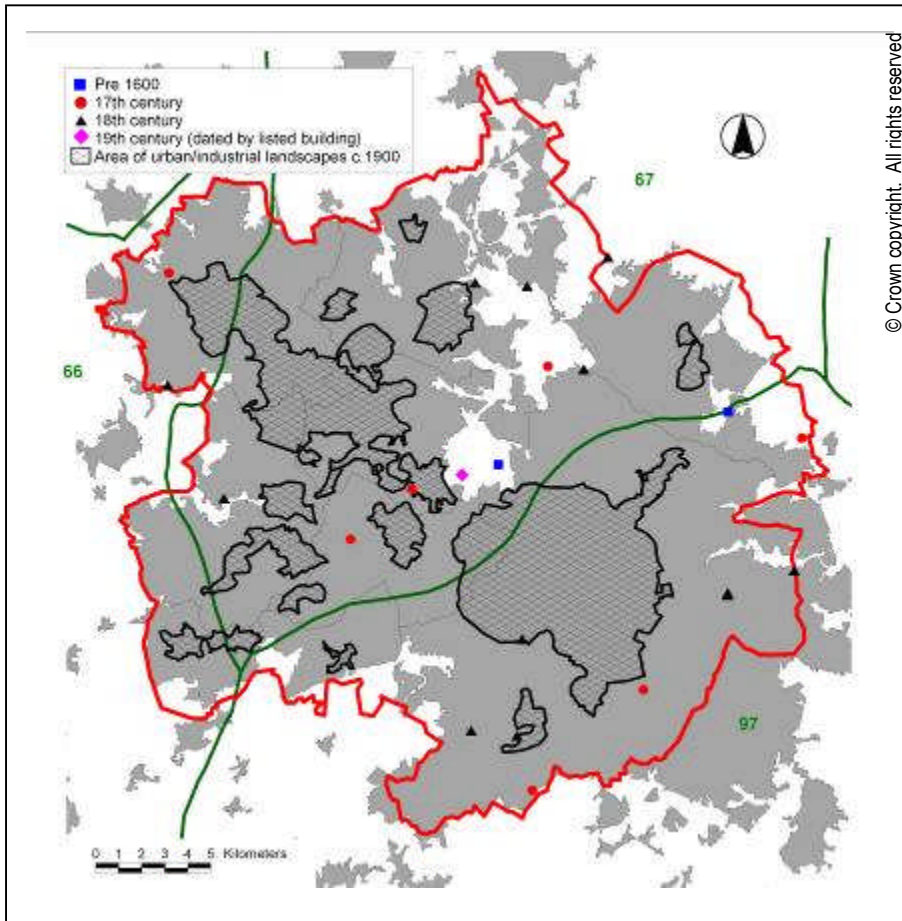 Pre 1600
17th century
18th century
19th century (dated by listed building)
Area of urban/industrial landscapes c.1900
© Crown copyright. All rights reserved
67
66
97
0 1 2 3 4 5 Kilometers